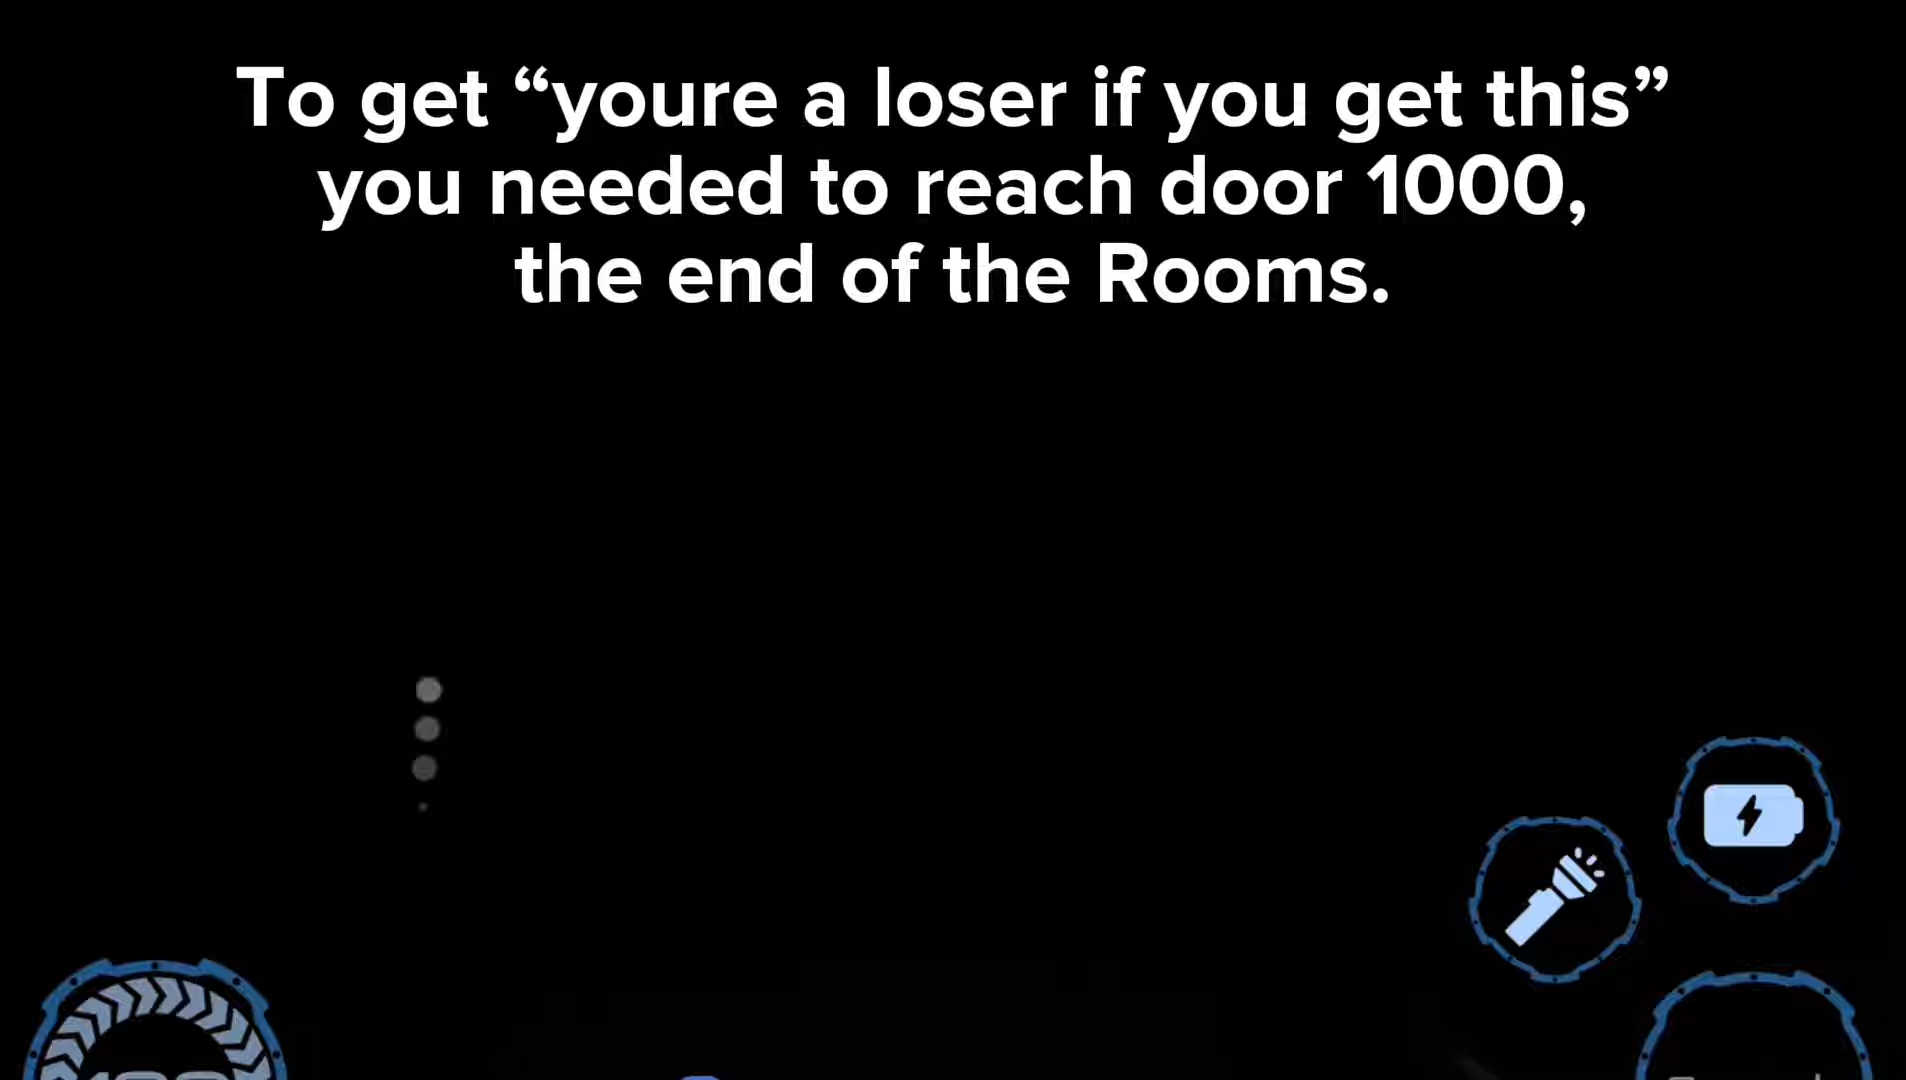 To get “youre a loser if you get this”
you needed to reach door 1000,
the end of the Rooms.